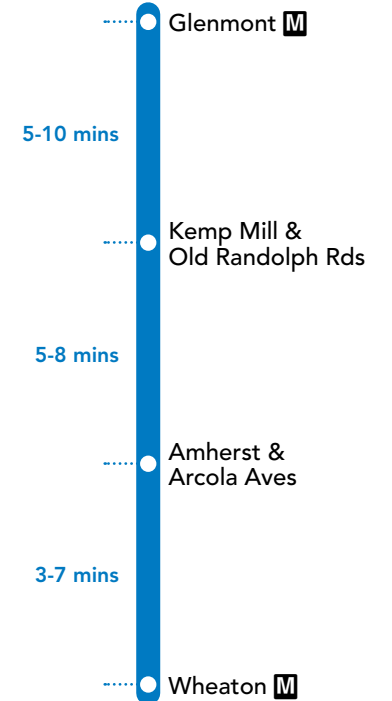 Glenmont M
5-10 mins
Kemp Mill &
Old Randolph Rds
5-8 mins
Amherst &
Arcola Aves
3-7 mins
Wheaton M